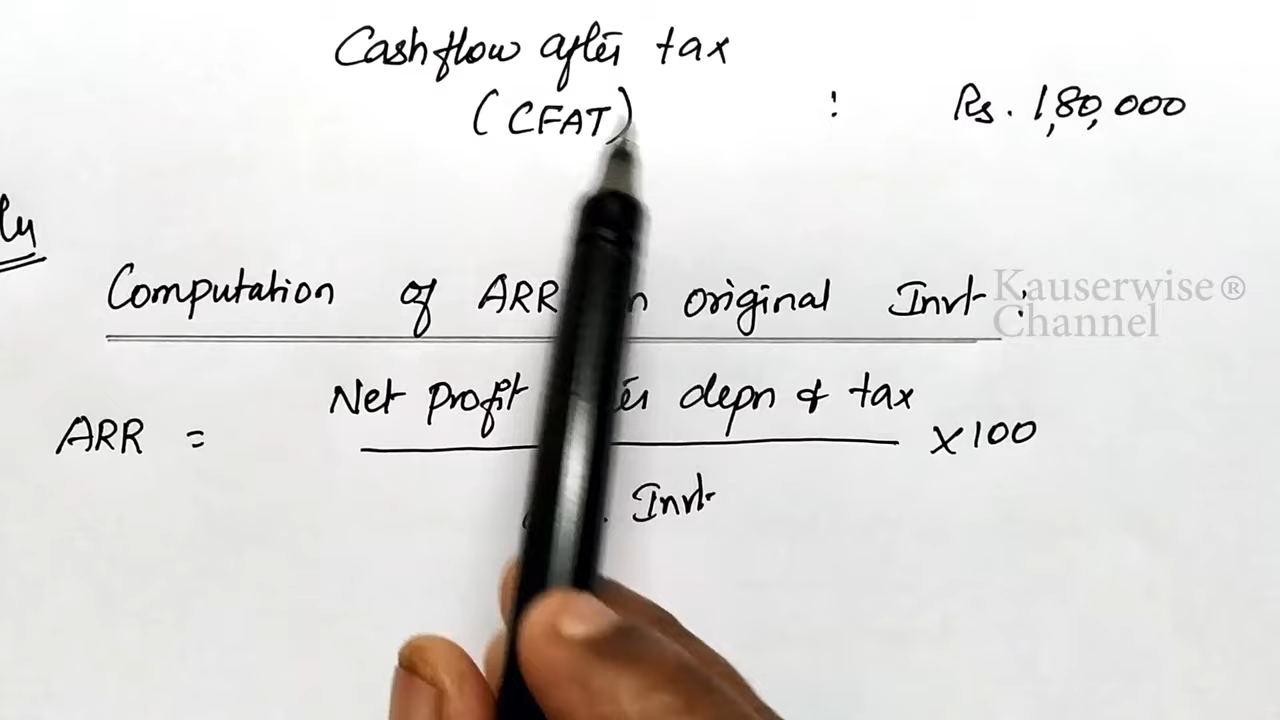 Cashflow after tax
(CFAT) : Rs. 1,80,000
Computation of ARR original Invt :
Kauserwise®
Channel
Net Profit depn & tax
ARR = x 100
Invt